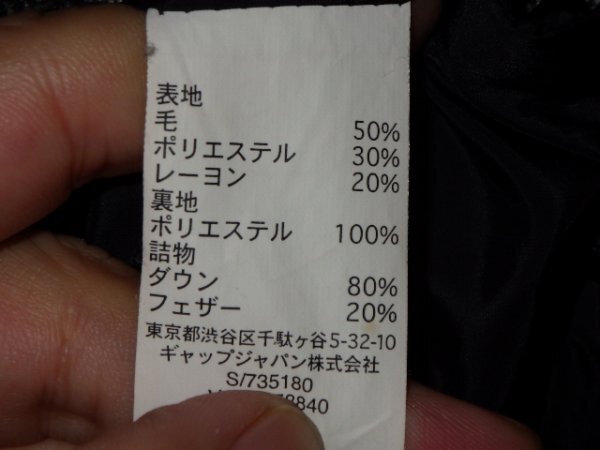 表地
毛 50%
ポリエステル 30%
レーヨン 20%
裏地
ポリエステル 100%
詰物
ダウン 80%
フェザー 20%
東京都渋谷区千駄ヶ谷5-32-10
ギャップジャパン株式会社
S/735180
8840